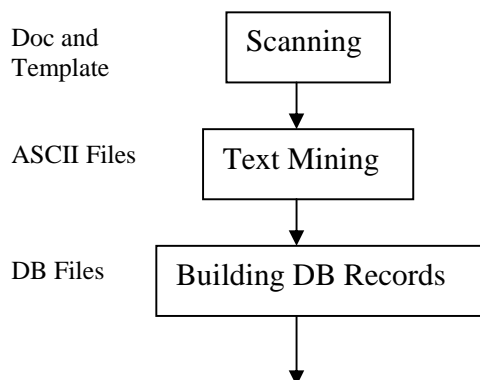 Doc and
Template
Scanning
ASCII Files
Text Mining
DB Files
Building DB Records